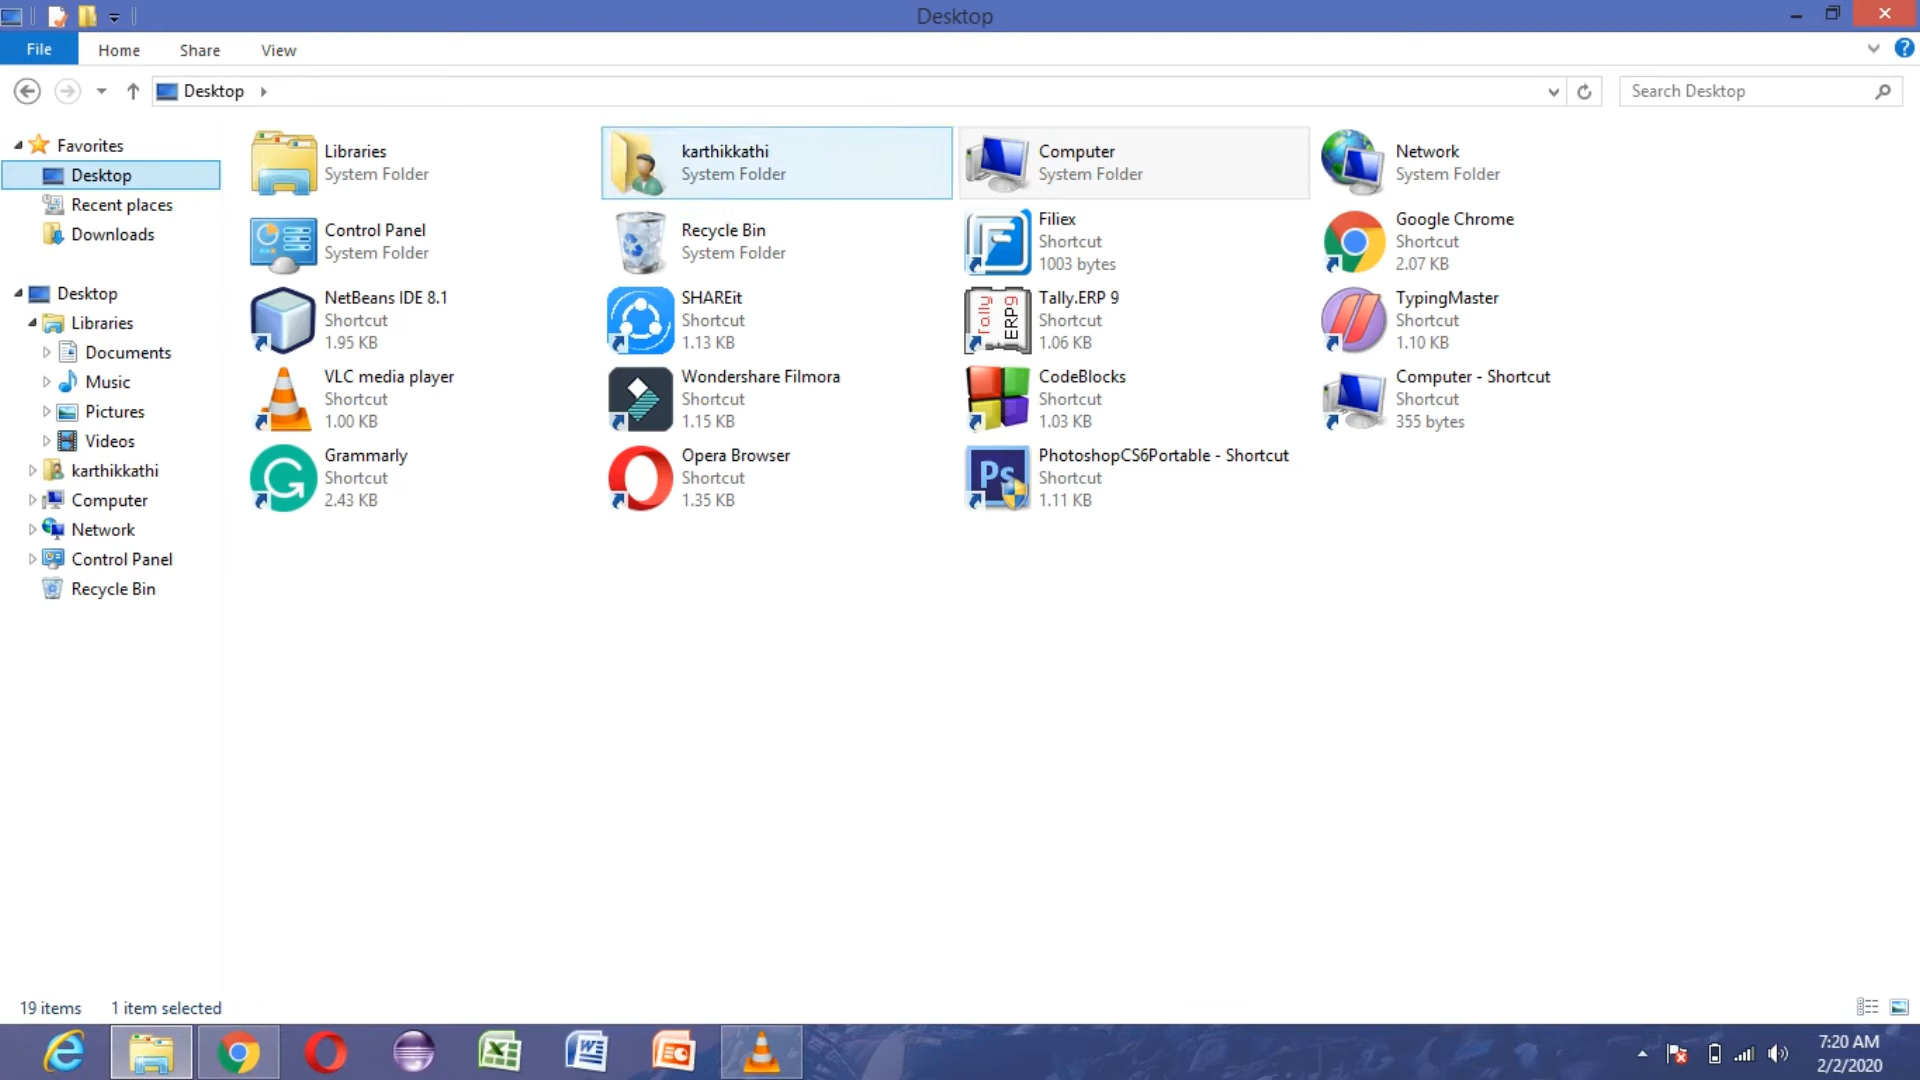 Desktop
File Home Share View
Desktop
Search Desktop
Favorites
Desktop
Recent places
Downloads
Desktop
Libraries
Documents
Music
Pictures
Videos
karthikkathi
Computer
Network
Control Panel
Recycle Bin
Libraries
System Folder
karthikkathi
System Folder
Computer
System Folder
Network
System Folder
Control Panel
System Folder
Recycle Bin
System Folder
Filiex
Shortcut
1003 bytes
Google Chrome
Shortcut
2.07 KB
NetBeans IDE 8.1
Shortcut
1.95 KB
SHAREit
Shortcut
1.13 KB
Tally
ERP9
Tally.ERP 9
Shortcut
1.06 KB
TypingMaster
Shortcut
1.10 KB
VLC media player
Shortcut
1.00 KB
Wondershare Filmora
Shortcut
1.15 KB
CodeBlocks
Shortcut
1.03 KB
Computer - Shortcut
Shortcut
355 bytes
Grammarly
Shortcut
2.43 KB
Opera Browser
Shortcut
1.35 KB
Ps
PhotoshopCS6Portable - Shortcut
Shortcut
1.11 KB
19 items 1 item selected
7:20 AM
2/2/2020